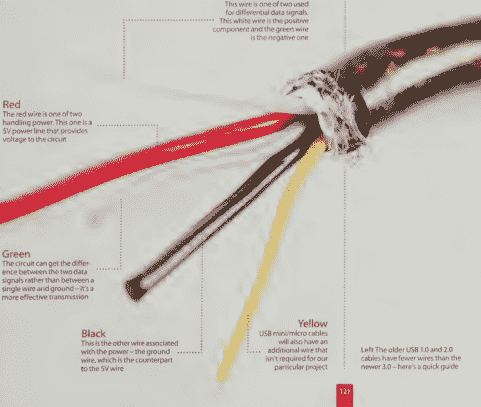 This wire is one of two used
for differential data signals.
This white wire is the positive
component and the green wire
is the negative one
Red
The red wire is one of two
handling power. This one is a
5V power line that provides
voltage to the circuit
Green
The circuit can get the differ-
ence between the two data
signals rather than between a
single wire and ground – it's a
more effective transmission
Black
This is the other wire associated
with the power – the ground
wire, which is the counterpart
to the 5V wire
Yellow
USB mini/micro cables
will also have an
additional wire that
isn't required for our
particular project
Left The older USB 1.0 and 2.0
cables have fewer wires than the
newer 3.0 – here's a quick guide
127